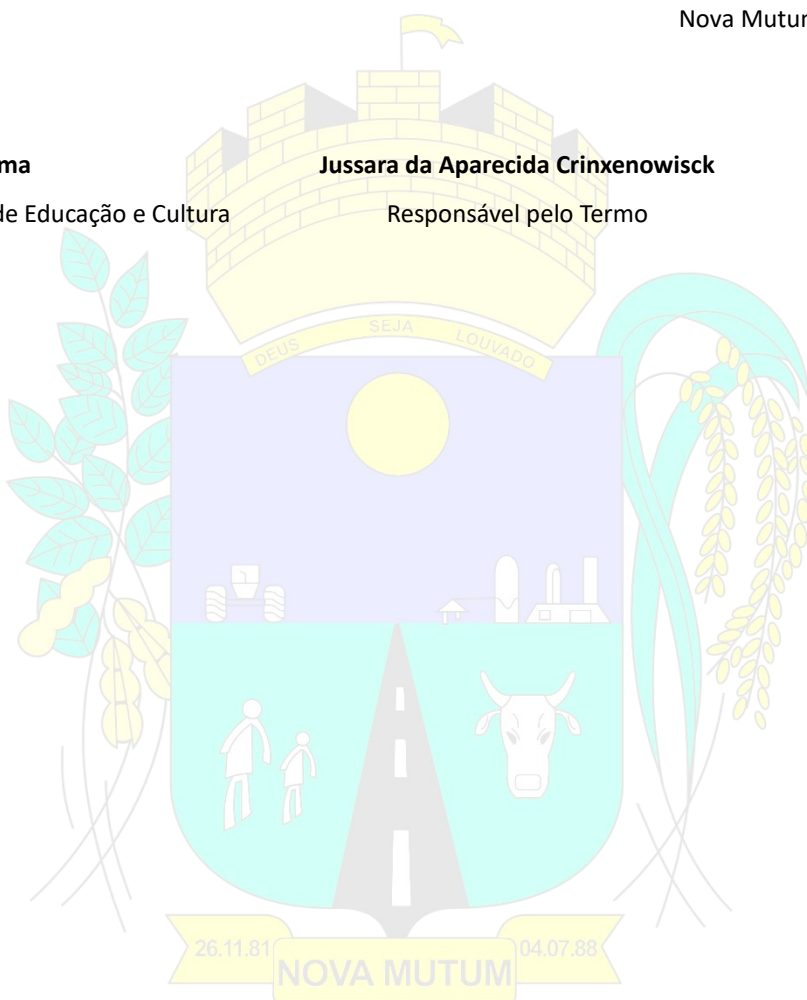 Nova Mutum
ma Jussara da Aparecida Crinxenowisck
de Educação e Cultura Responsável pelo Termo
DEUS SEJA LOUVADO
26.11.81 04.07.88
NOVA MUTUM